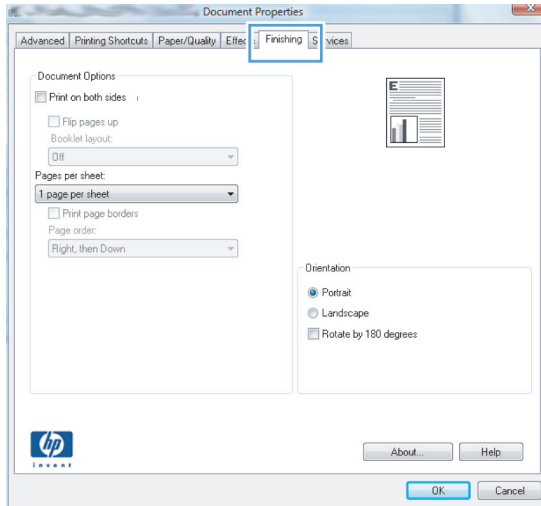 Document Properties
Advanced Printing Shortcuts Paper/Quality Finishing
Document Options
Print on both sides
Flip pages up
Booklet layout:
Off
Pages per sheet:
1 page per sheet
Print page borders
Page order:
Right, then Down
E
Orientation
Portrait
Landscape
Rotate by 180 degrees
hp
invent
About... Help
OK Cancel